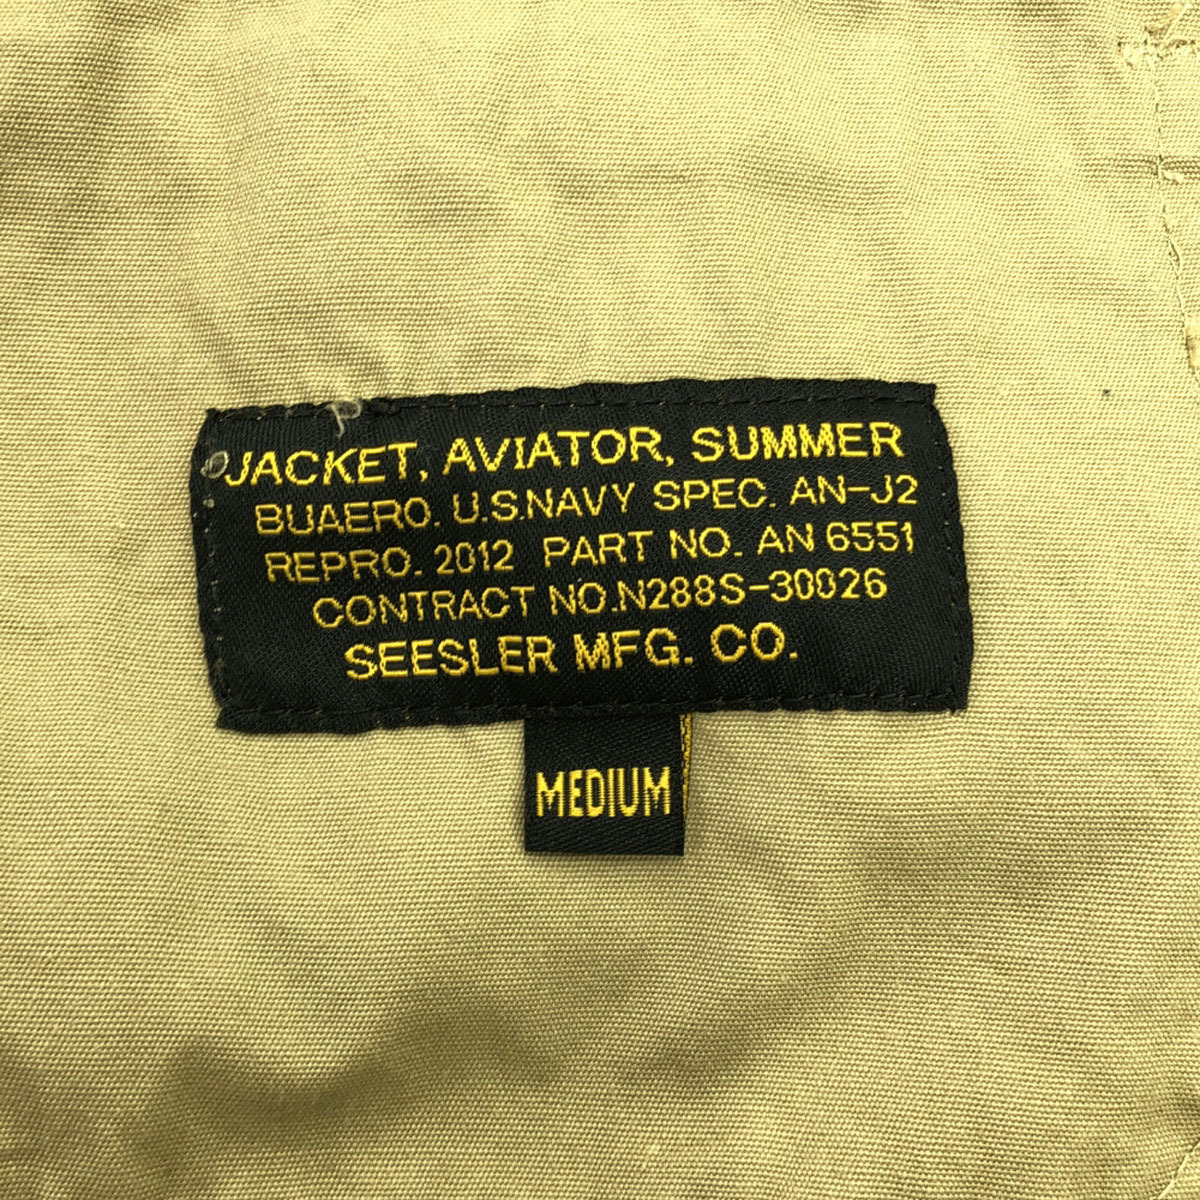 JACKET, AVIATOR, SUMMER
BUAERO. U.S.NAVY SPEC. AN-J2
REPRO. 2012 PART NO. AN 6551
CONTRACT NO.N288S-30026
SEESLER MFG. CO.
MEDIUM